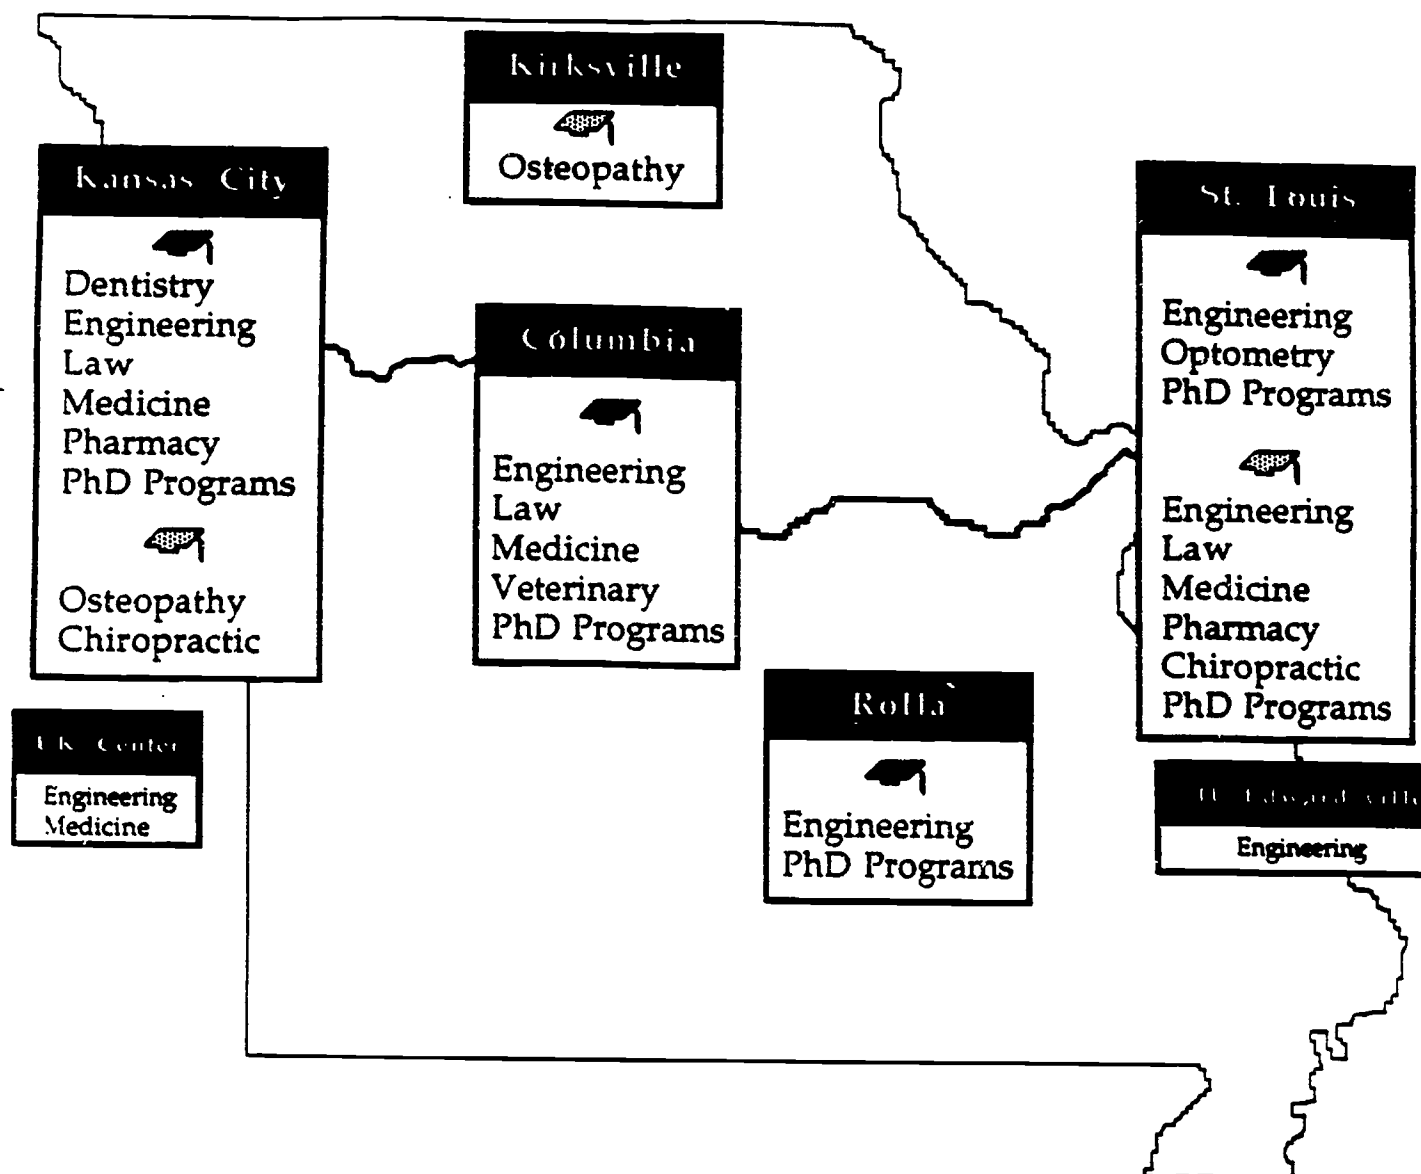 Kirksville
Osteopathy
Kansas City
Dentistry
Engineering
Law
Medicine
Pharmacy
PhD Programs
Osteopathy
Chiropractic
Columbia
Engineering
Law
Medicine
Veterinary
PhD Programs
St. Louis
Engineering
Optometry
PhD Programs
Engineering
Law
Medicine
Pharmacy
Chiropractic
PhD Programs
Rolla
Engineering
PhD Programs
Center
Engineering
Medicine
Engineering